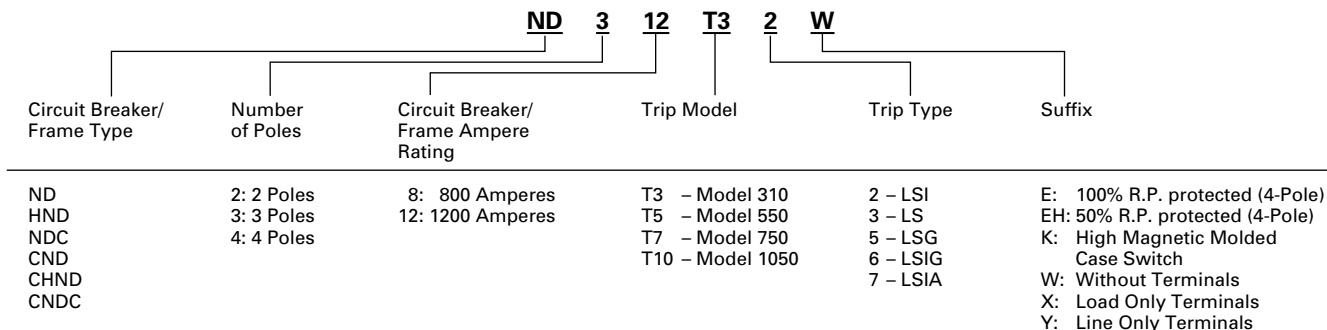 ND 3 12 T3 2 W
Circuit Breaker/ Number Circuit Breaker/ Trip Model Trip Type Suffix
Frame Type of Poles Frame Ampere
Rating
ND 2: 2 Poles 8: 800 Amperes T3 – Model 310 2 – LSI E: 100% R.P. protected (4-Pole)
HND 3: 3 Poles 12: 1200 Amperes T5 – Model 550 3 – LS EH: 50% R.P. protected (4-Pole)
NDC 4: 4 Poles T7 – Model 750 5 – LSG K: High Magnetic Molded
CND T10 – Model 1050 6 – LSIG Case Switch
CHND 7 – LSIA W: Without Terminals
CNDC X: Load Only Terminals
Y: Line Only Terminals